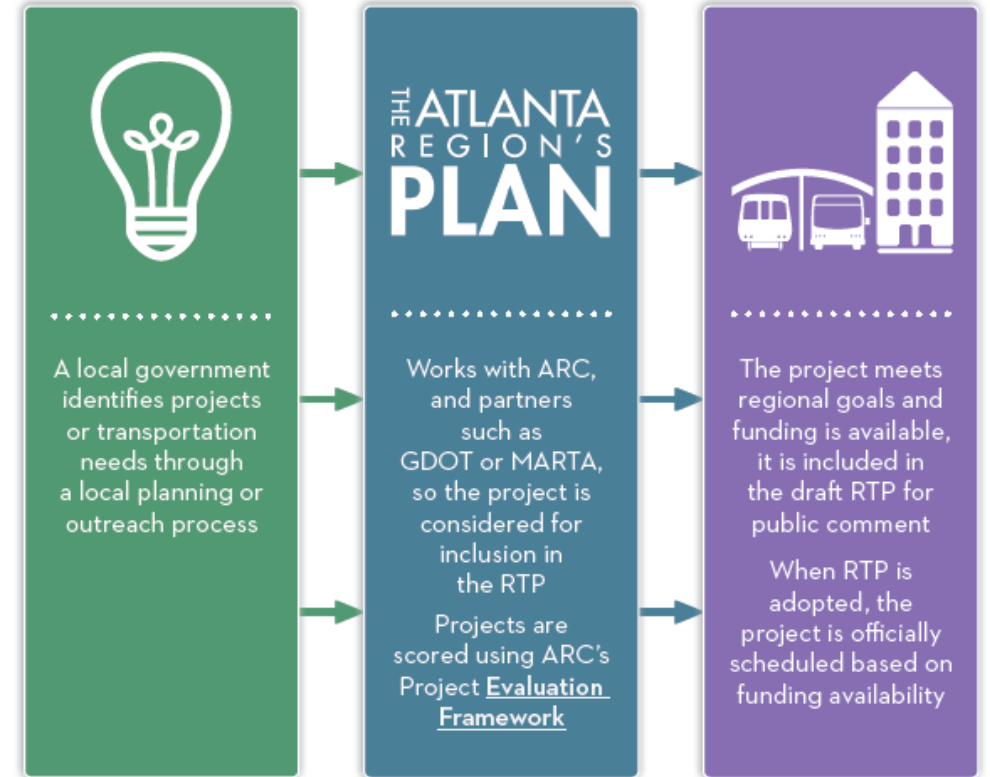 A local government
identifies projects
or transportation
needs through
a local planning or
outreach process
THE ATLANTA
REGION'S
PLAN
Works with ARC,
and partners
such as
GDOT or MARTA,
so the project is
considered for
inclusion in
the RTP
Projects are
scored using ARC's
Project Evaluation
Framework
The project meets
regional goals and
funding is available,
it is included in
the draft RTP for
public comment
When RTP is
adopted, the
project is officially
scheduled based on
funding availability